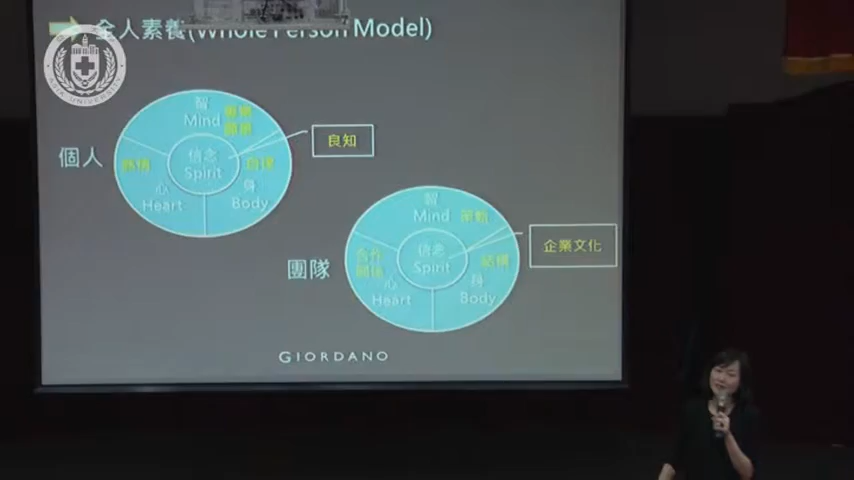 全人素養(Whole Person Model)
ASIA UNIVERSITY
個人
智
Mind
信念
Spirit
熱情
自律
心
Heart
身
Body
良知
團隊
智
Mind
策略
信念
Spirit
合作
關係
結構
心
Heart
身
Body
企業文化
GIORDANO